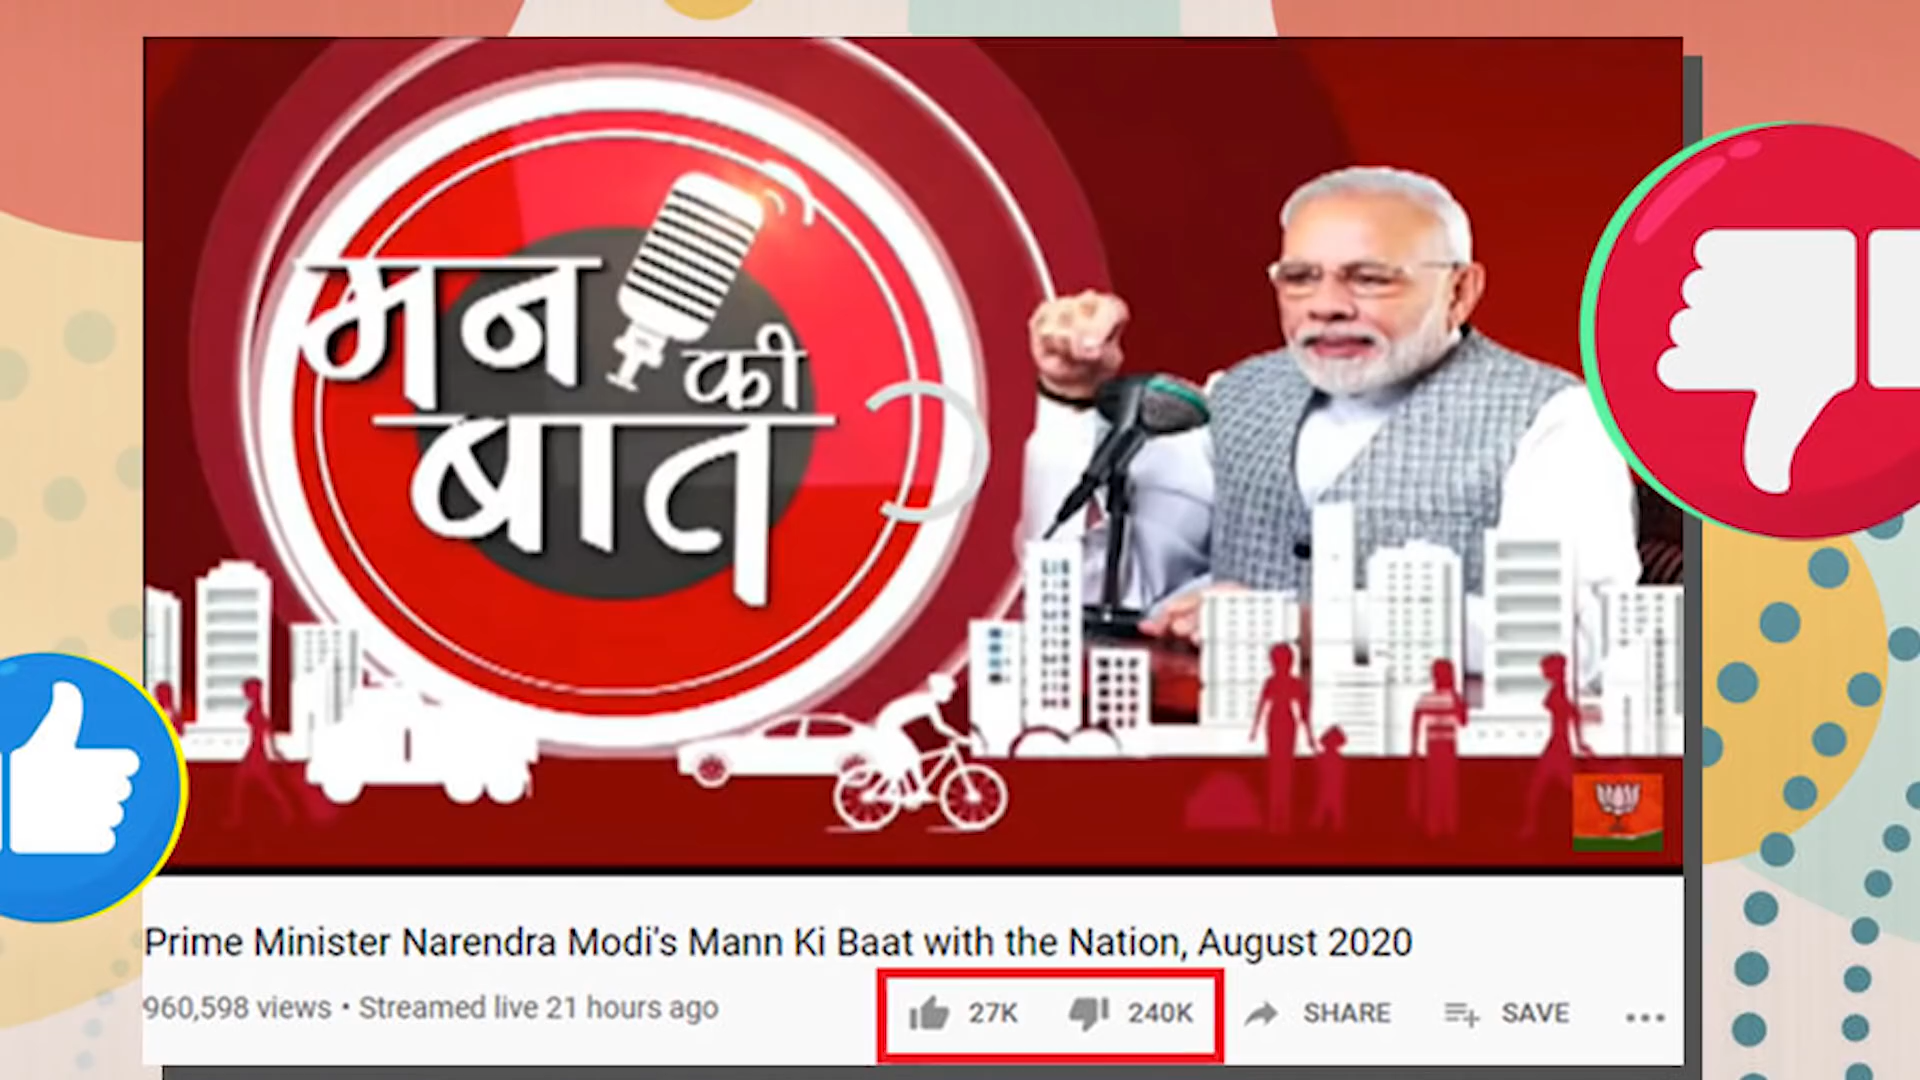 मन की
बात
Prime Minister Narendra Modi's Mann Ki Baat with the Nation, August 2020
960,598 views • Streamed live 21 hours ago 27K 240K SHARE SAVE